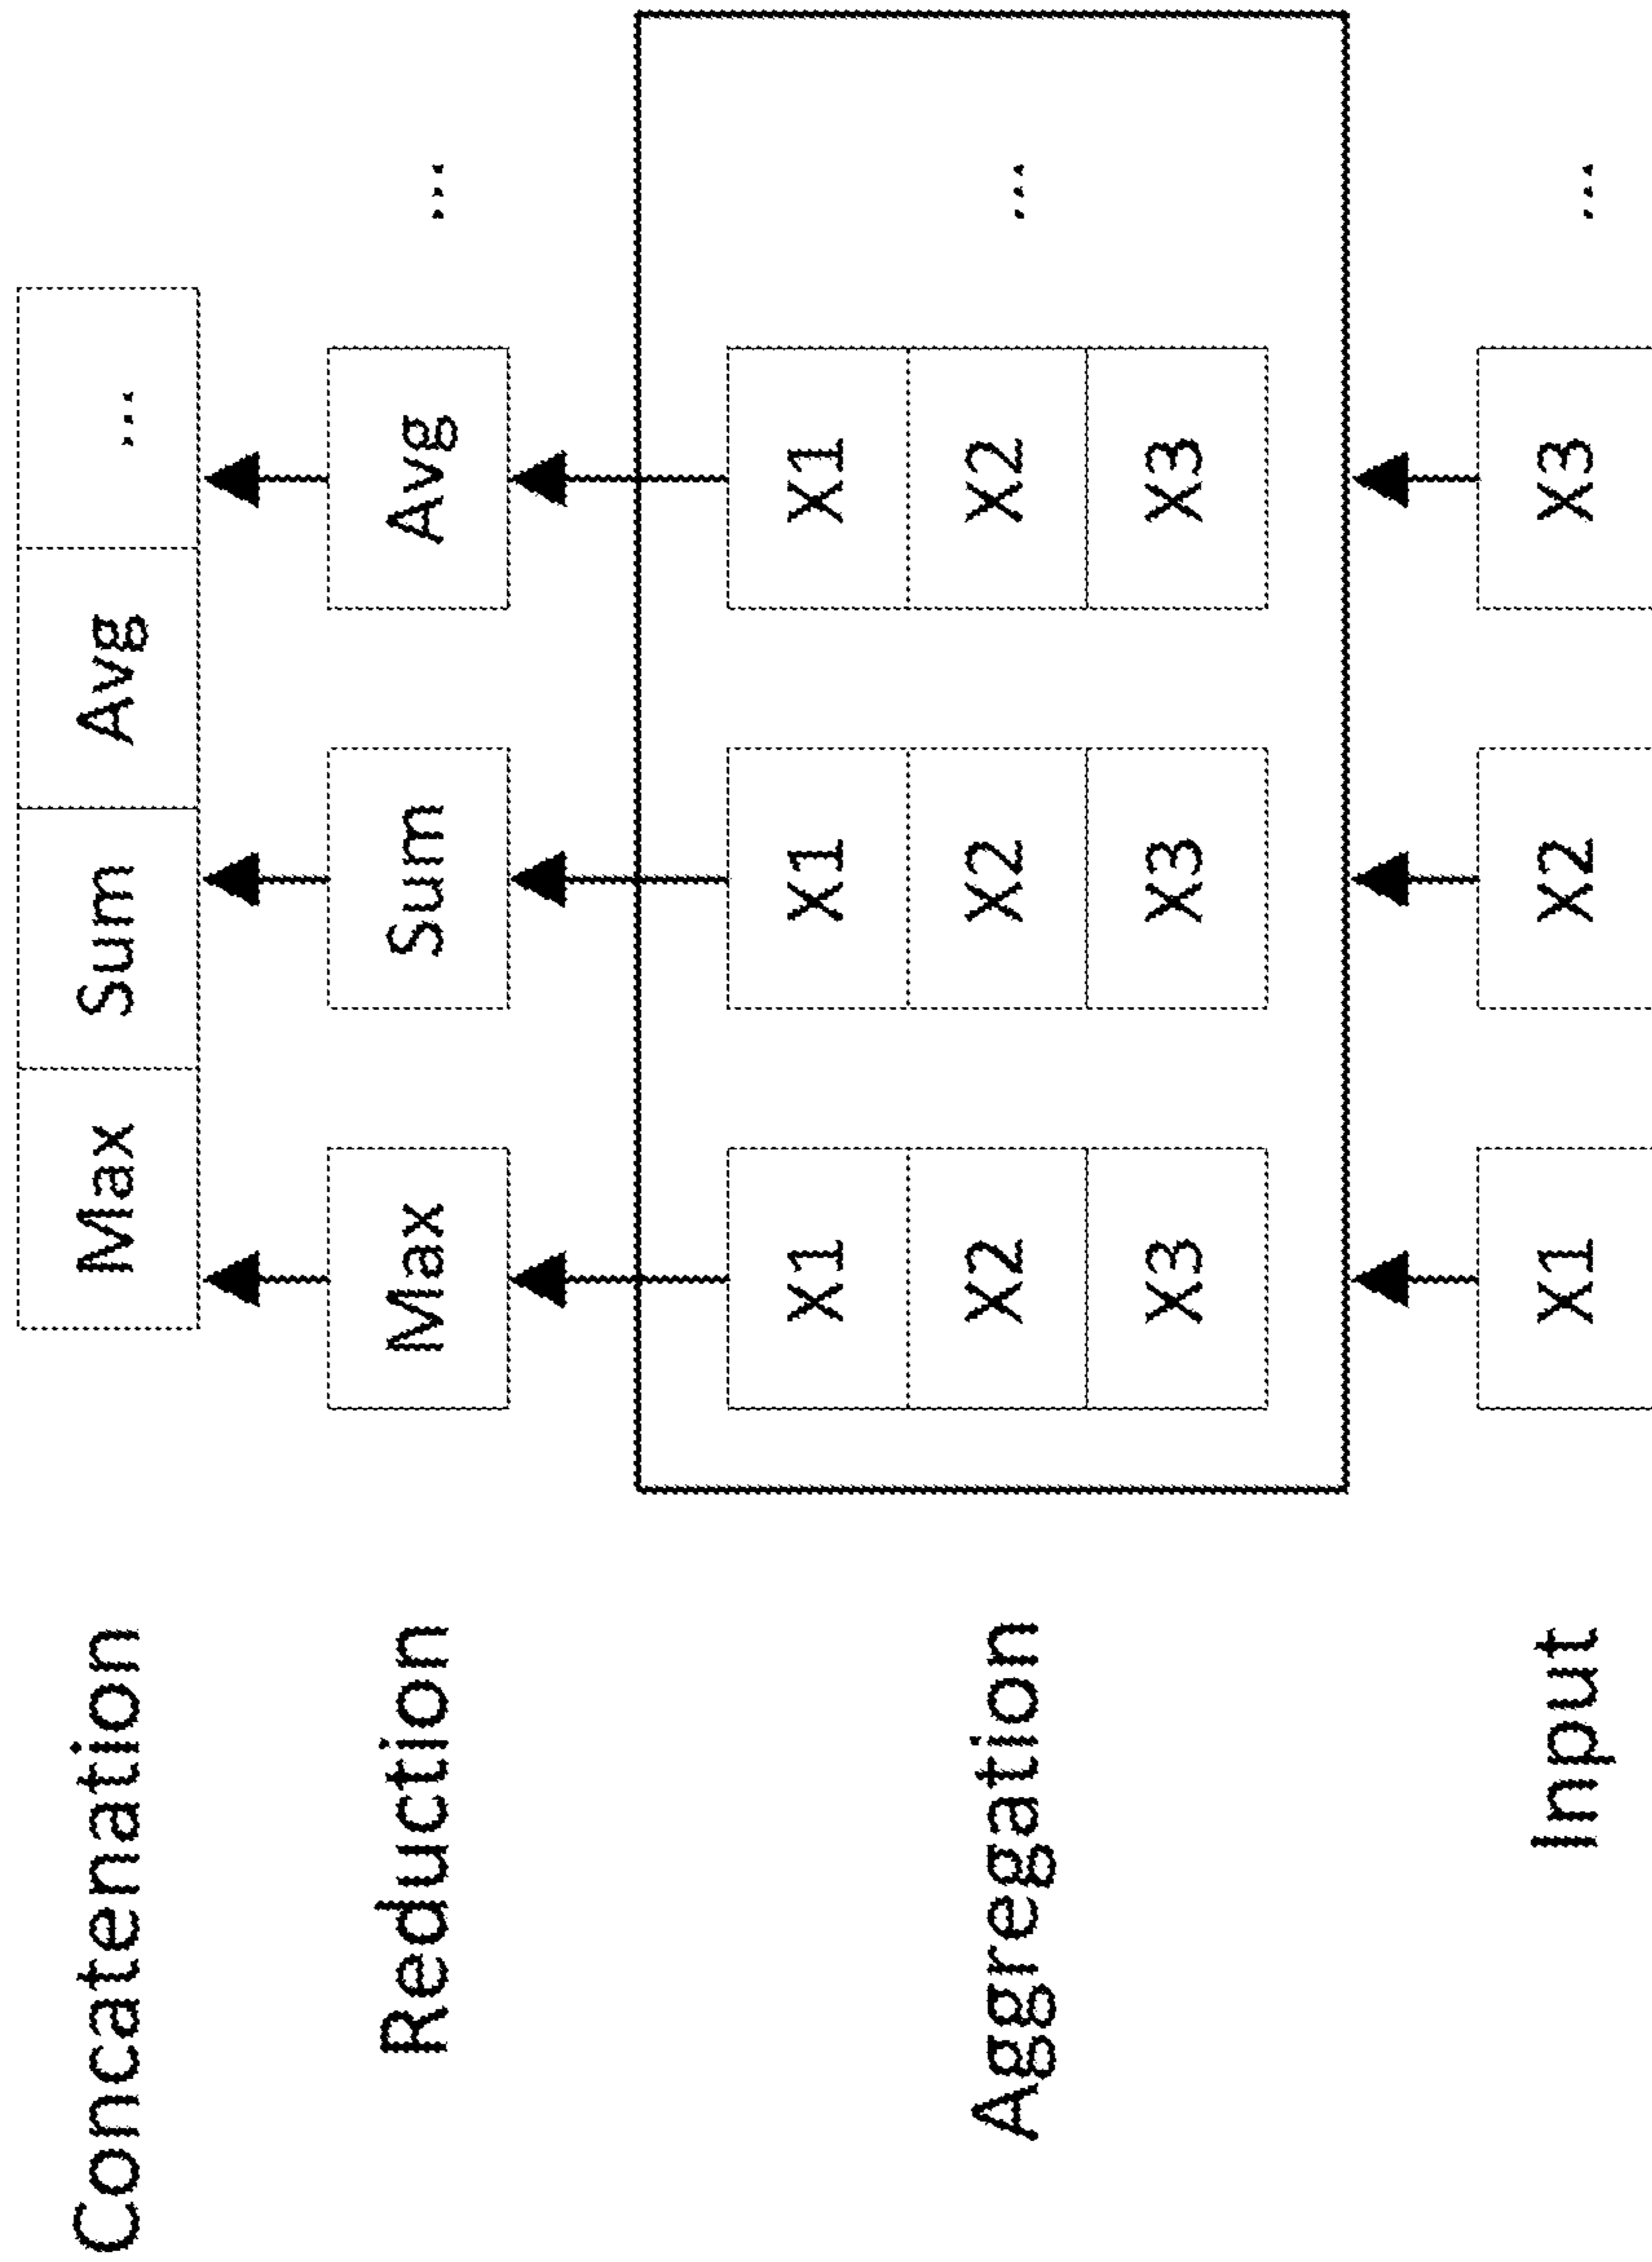 Concatenation Max Sum Avg ...
Reduction Max Sum Avg ...
X1 X1 X1
Aggregation X2 X2 X2 ...
X3 X3 X3
Input X1 X2 X3 ...